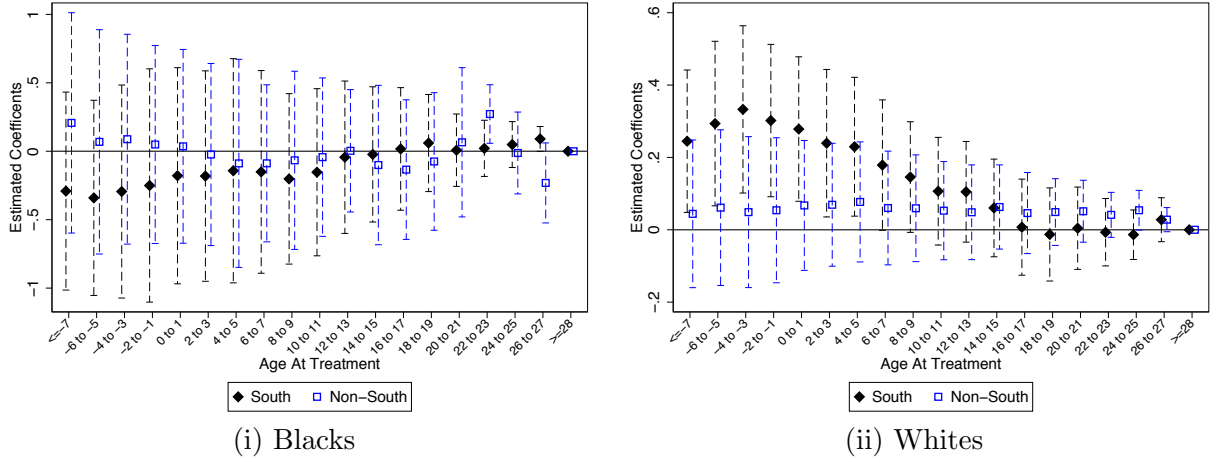 Estimated Coefficents
1
.5
0
-.5
-1
<=-7
-6 to -5
-4 to -3
-2 to -1
0 to 1
2 to 3
4 to 5
6 to 7
8 to 9
10 to 11
12 to 13
14 to 15
16 to 17
18 to 19
20 to 21
22 to 23
24 to 25
26 to 27
>=28
Age At Treatment
South Non-South
(i) Blacks
Estimated Coefficents
.6
.4
.2
0
-.2
<=-7
-6 to -5
-4 to -3
-2 to -1
0 to 1
2 to 3
4 to 5
6 to 7
8 to 9
10 to 11
12 to 13
14 to 15
16 to 17
18 to 19
20 to 21
22 to 23
24 to 25
26 to 27
>=28
Age At Treatment
South Non-South
(ii) Whites